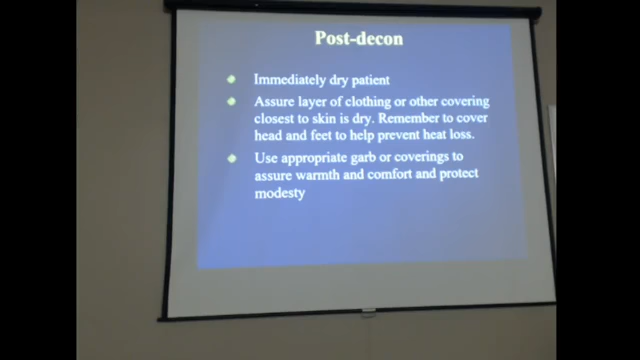 Post-decon
Immediately dry patient
Assure layer of clothing or other covering
closest to skin is dry. Remember to cover
head and feet to help prevent heat loss.
Use appropriate garb or coverings to
assure warmth and comfort and protect
modesty